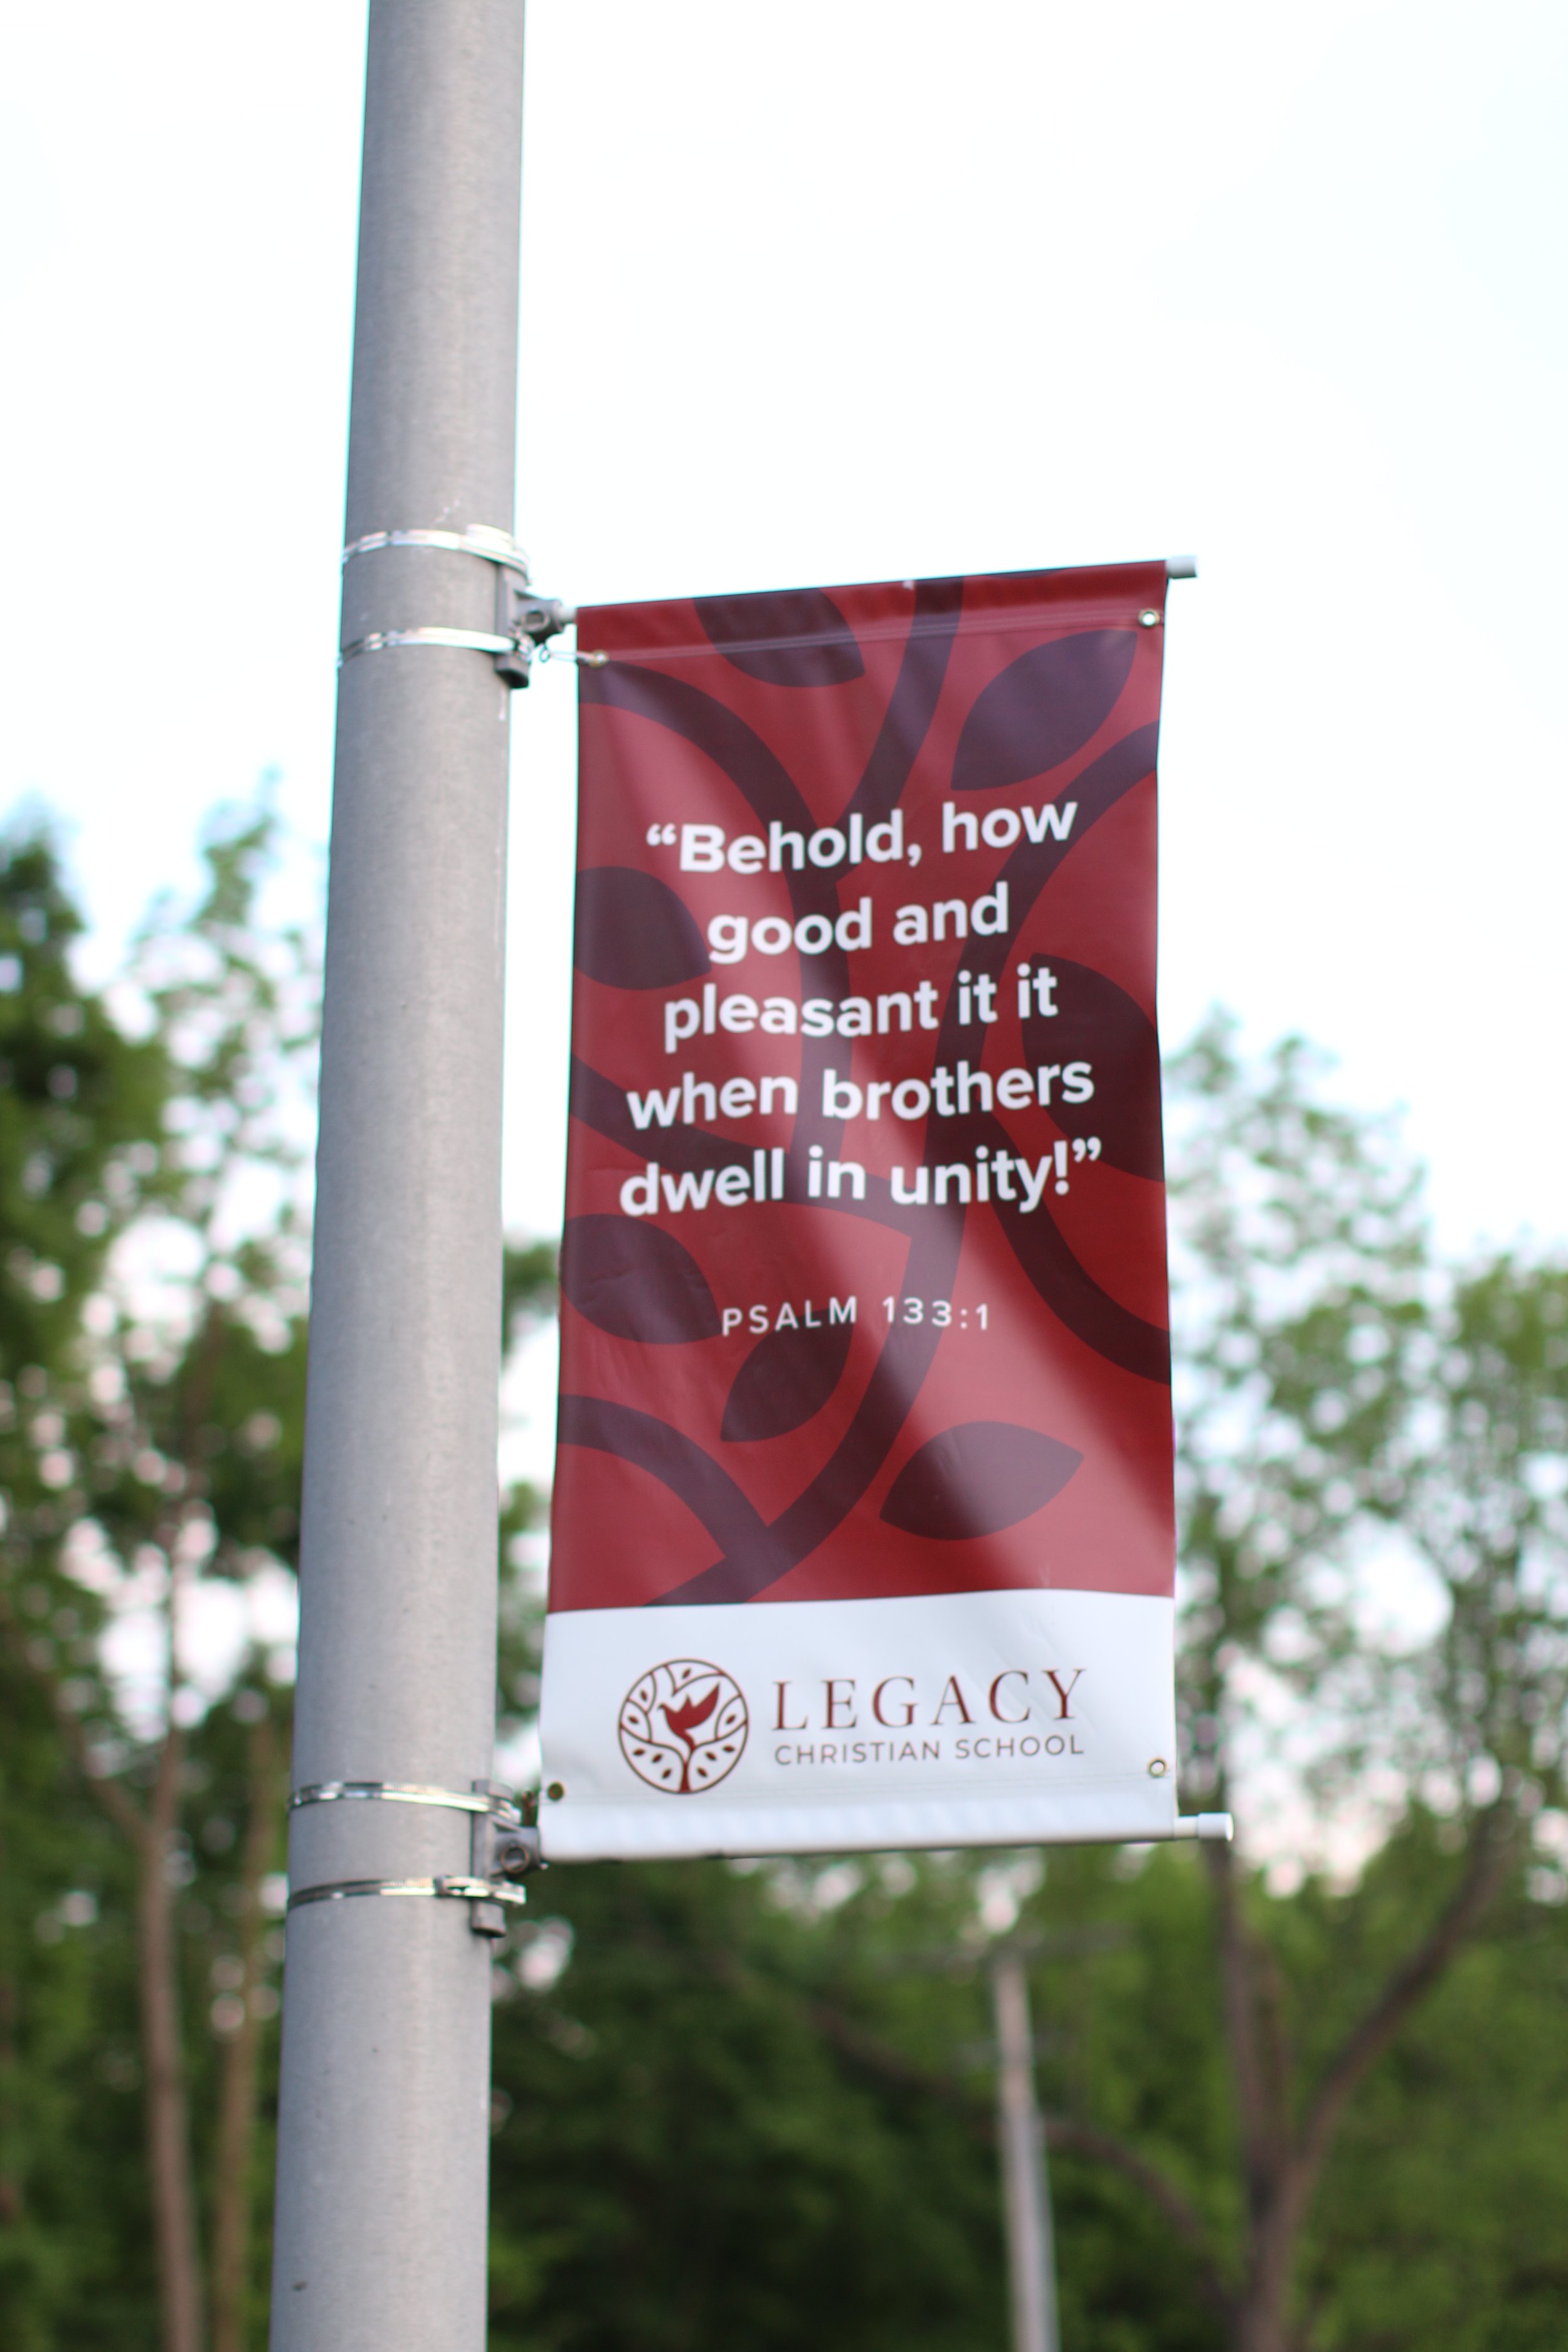 “Behold, how
good and
pleasant it it
when brothers
dwell in unity!”
PSALM 133:1
LEGACY
CHRISTIAN SCHOOL